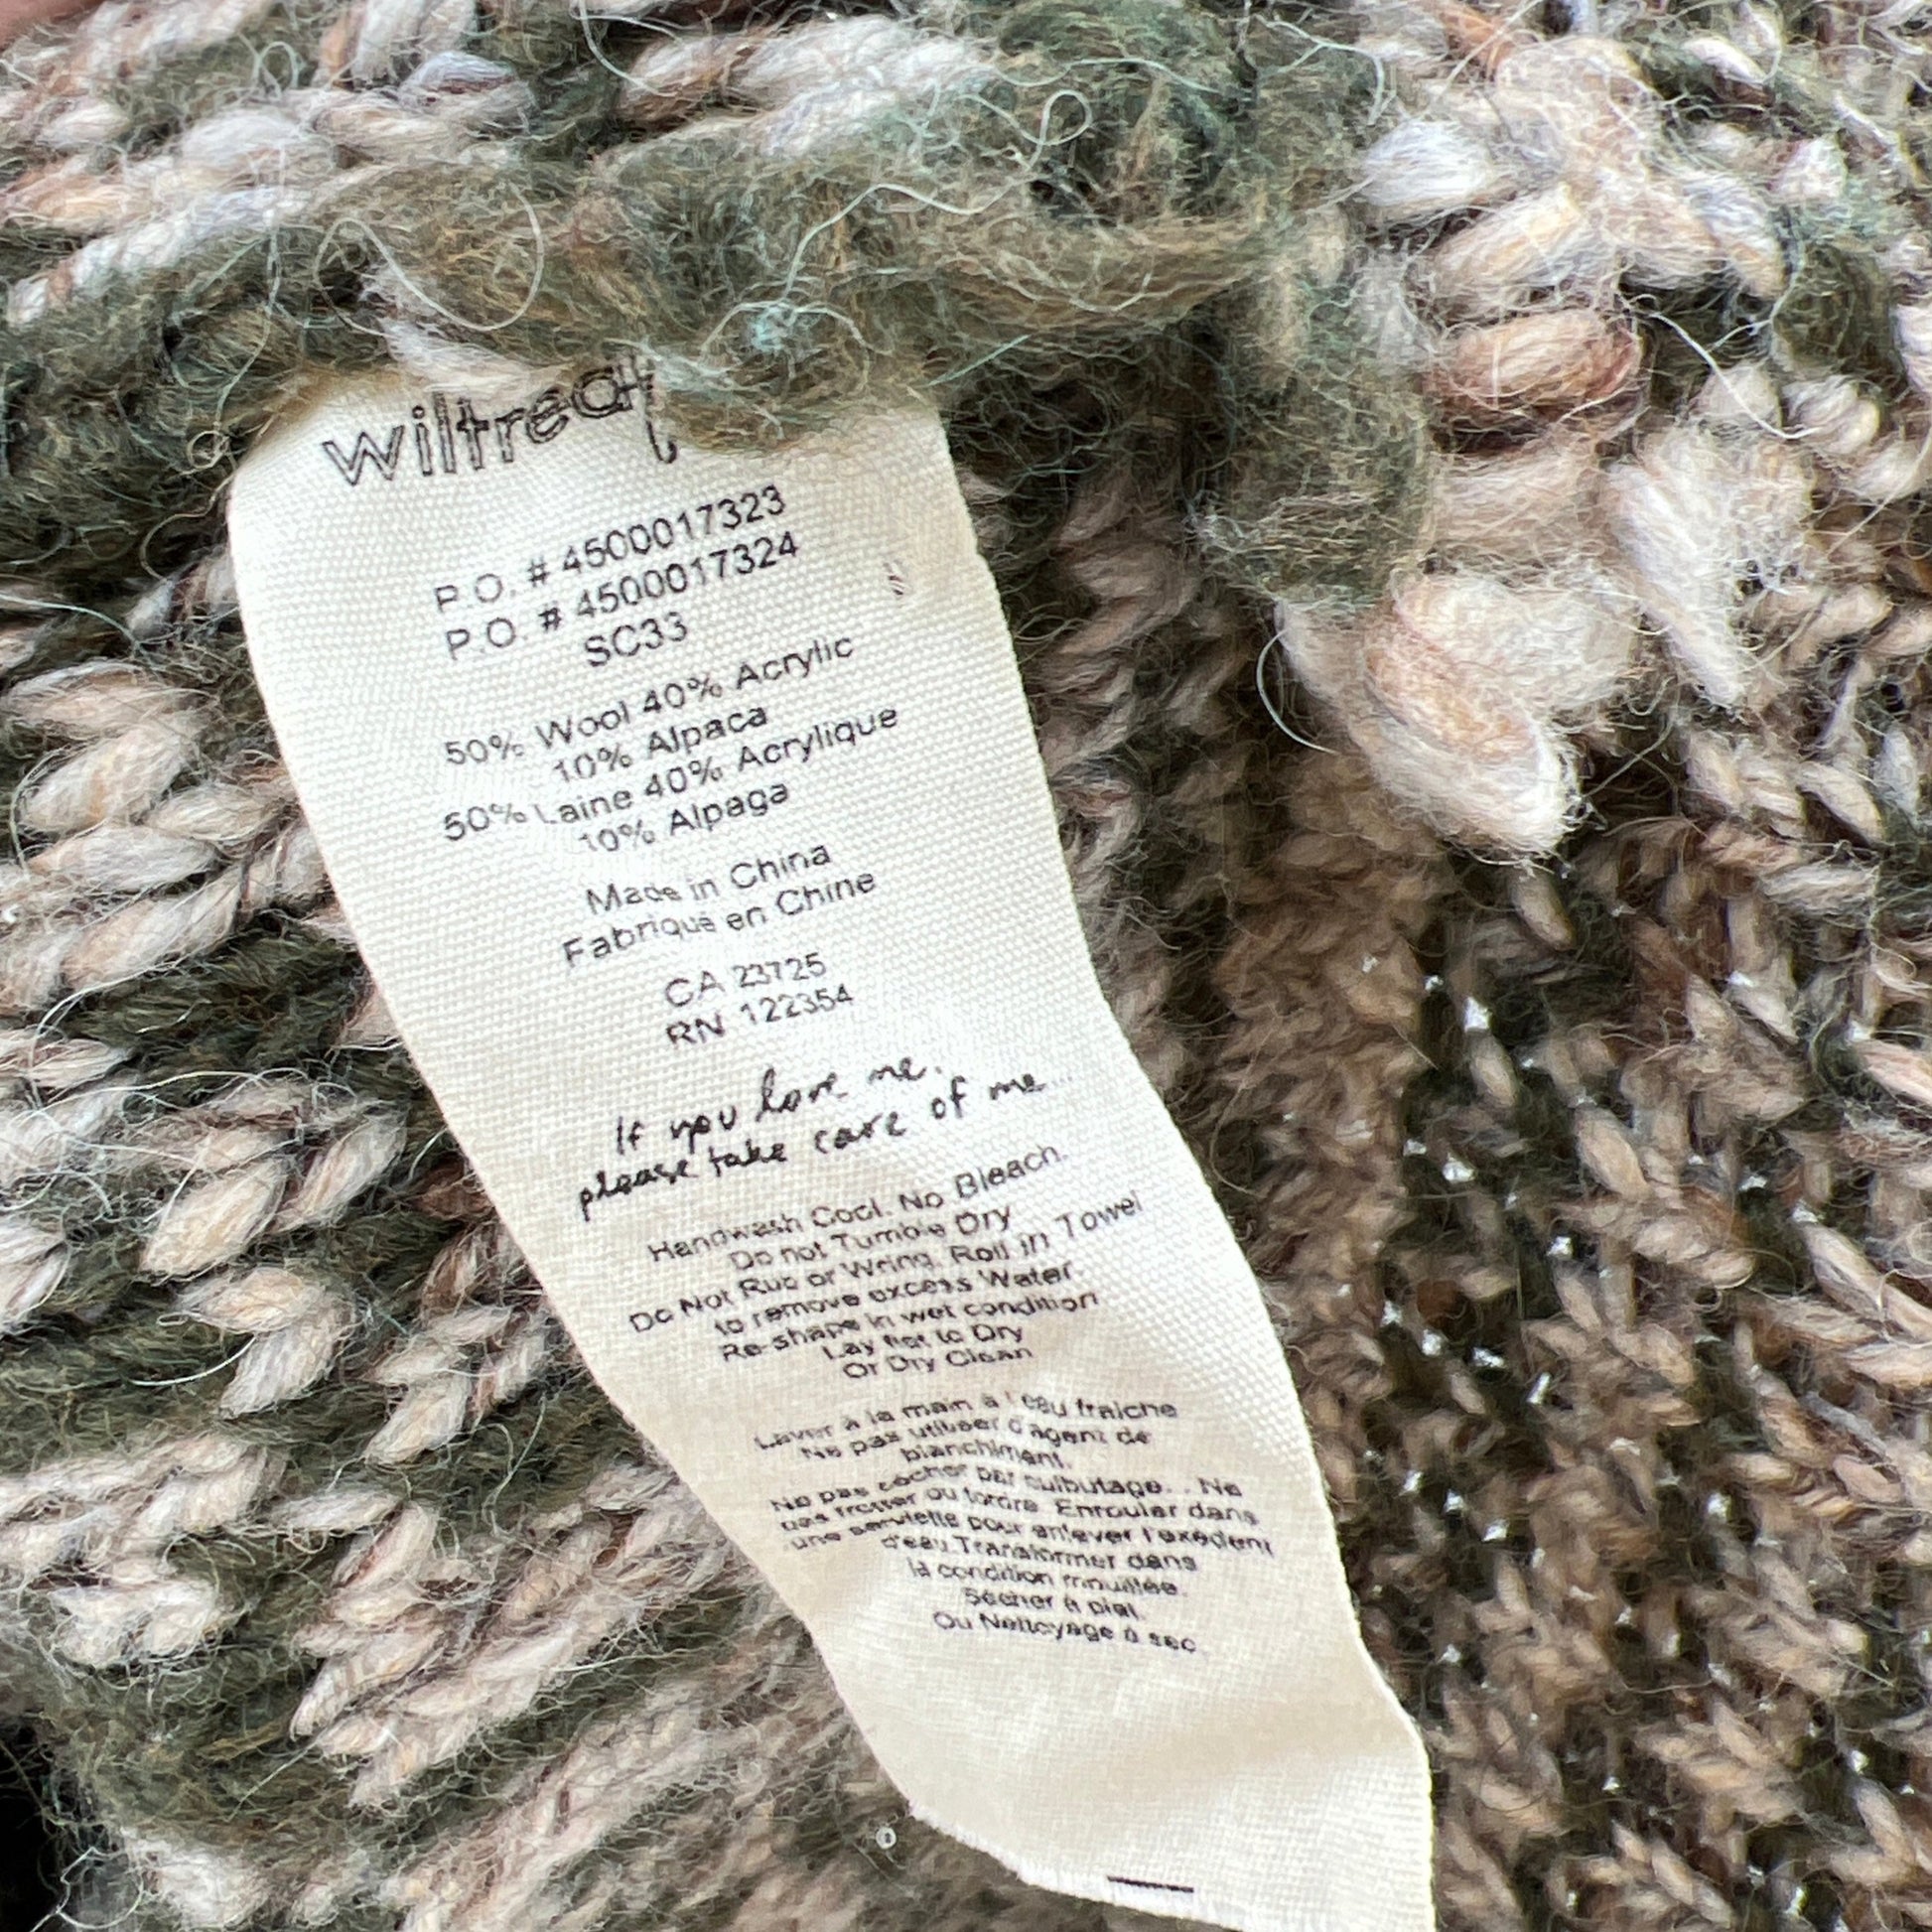 wilfred
P.O. # 4500017323
P.O. # 4500017324
SC33
50% Wool 40% Acrylic
10% Alpaca
50% Laine 40% Acrylique
10% Alpaga
Made in China
Fabriqué en Chine
CA 23725
RN 122354
If you love me.
please take care of me...
Handwash Cool. No Bleach.
Do not Tumble Dry
Do Not Rub or Wring. Roll in Towel
to remove excess Water.
Re-shape in wet condition
Lay flat to Dry
Or Dry Clean
Laver à la main à l'eau fraiche
Ne pas utiliser d'agent de
blanchiment.
Ne pas sécher par culbutage. . Ne
pas frotter ou tordre. Enrouler dans
une serviette pour enlever l'exédent
d'eau.Transformer dans
la condition mouillée.
Sécher à plat.
Ou Nettoyage à sec